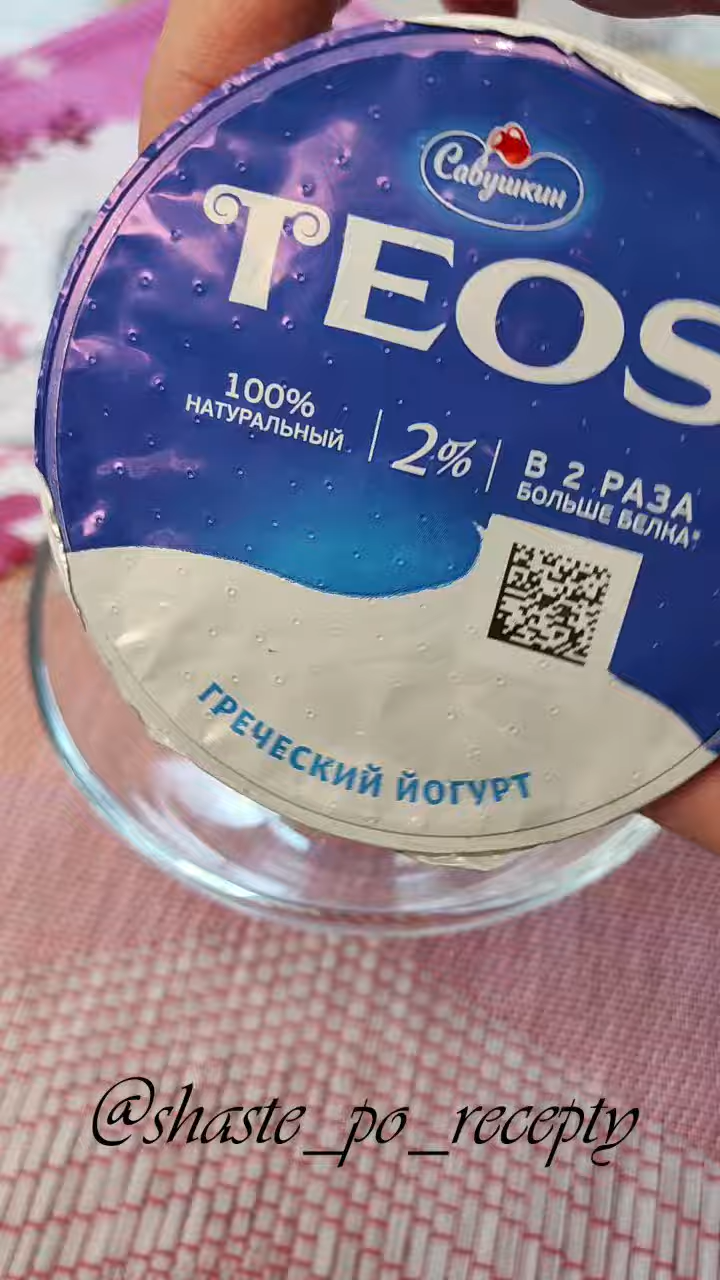 Савушкин
TEOS
100%
НАТУРАЛЬНЫЙ
2%
В 2 РАЗА
БОЛЬШЕ БЕЛКА*
ГРЕЧЕСКИЙ ЙОГУРТ
@shaste_po_recepty